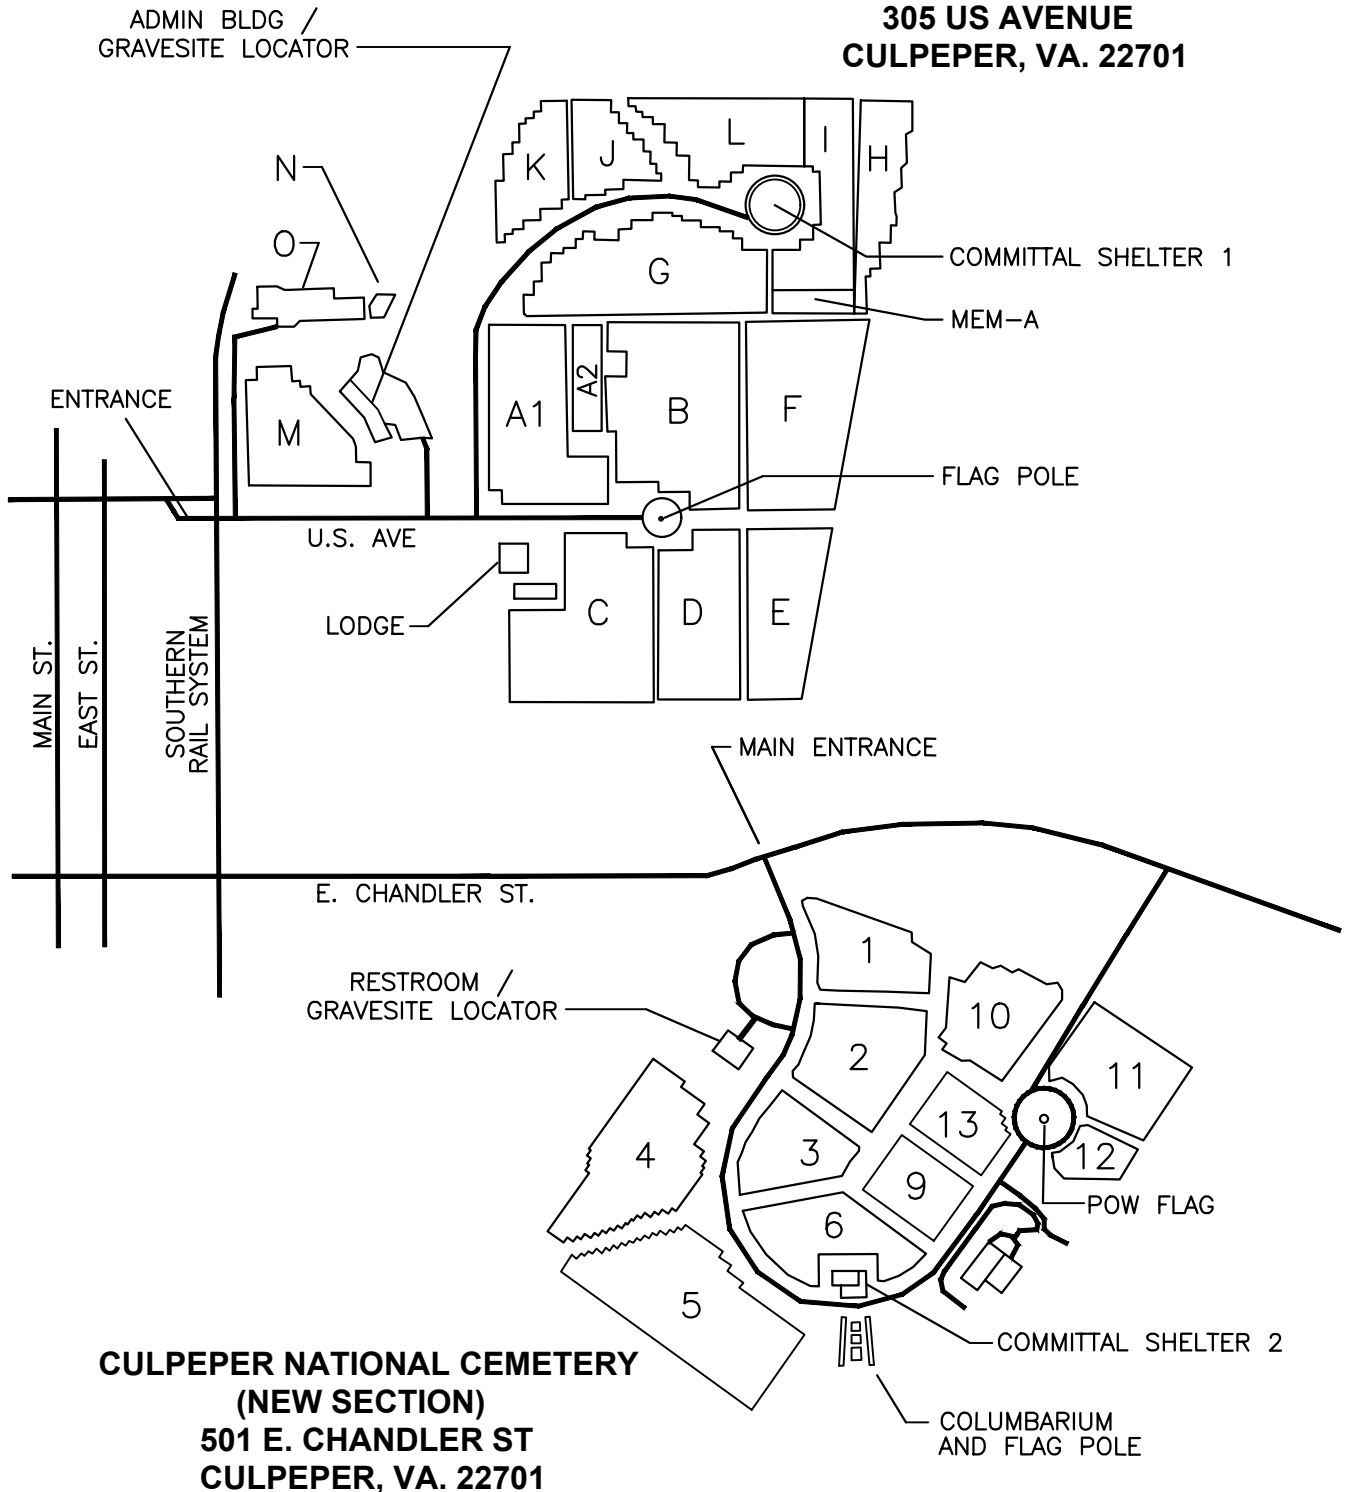 ADMIN BLDG /
GRAVESITE LOCATOR
305 US AVENUE
CULPEPER, VA. 22701
L
I
J
K
H
N
O
COMMITTAL SHELTER 1
G
MEM-A
ENTRANCE
A2
A1
B
F
M
FLAG POLE
U.S. AVE
LODGE
C
D
E
MAIN ST.
EAST ST.
SOUTHERN
RAIL SYSTEM
MAIN ENTRANCE
E. CHANDLER ST.
1
RESTROOM /
GRAVESITE LOCATOR
10
2
11
13
3
4
12
9
POW FLAG
6
5
COMMITTAL SHELTER 2
CULPEPER NATIONAL CEMETERY
(NEW SECTION)
501 E. CHANDLER ST
CULPEPER, VA. 22701
COLUMBARIUM
AND FLAG POLE